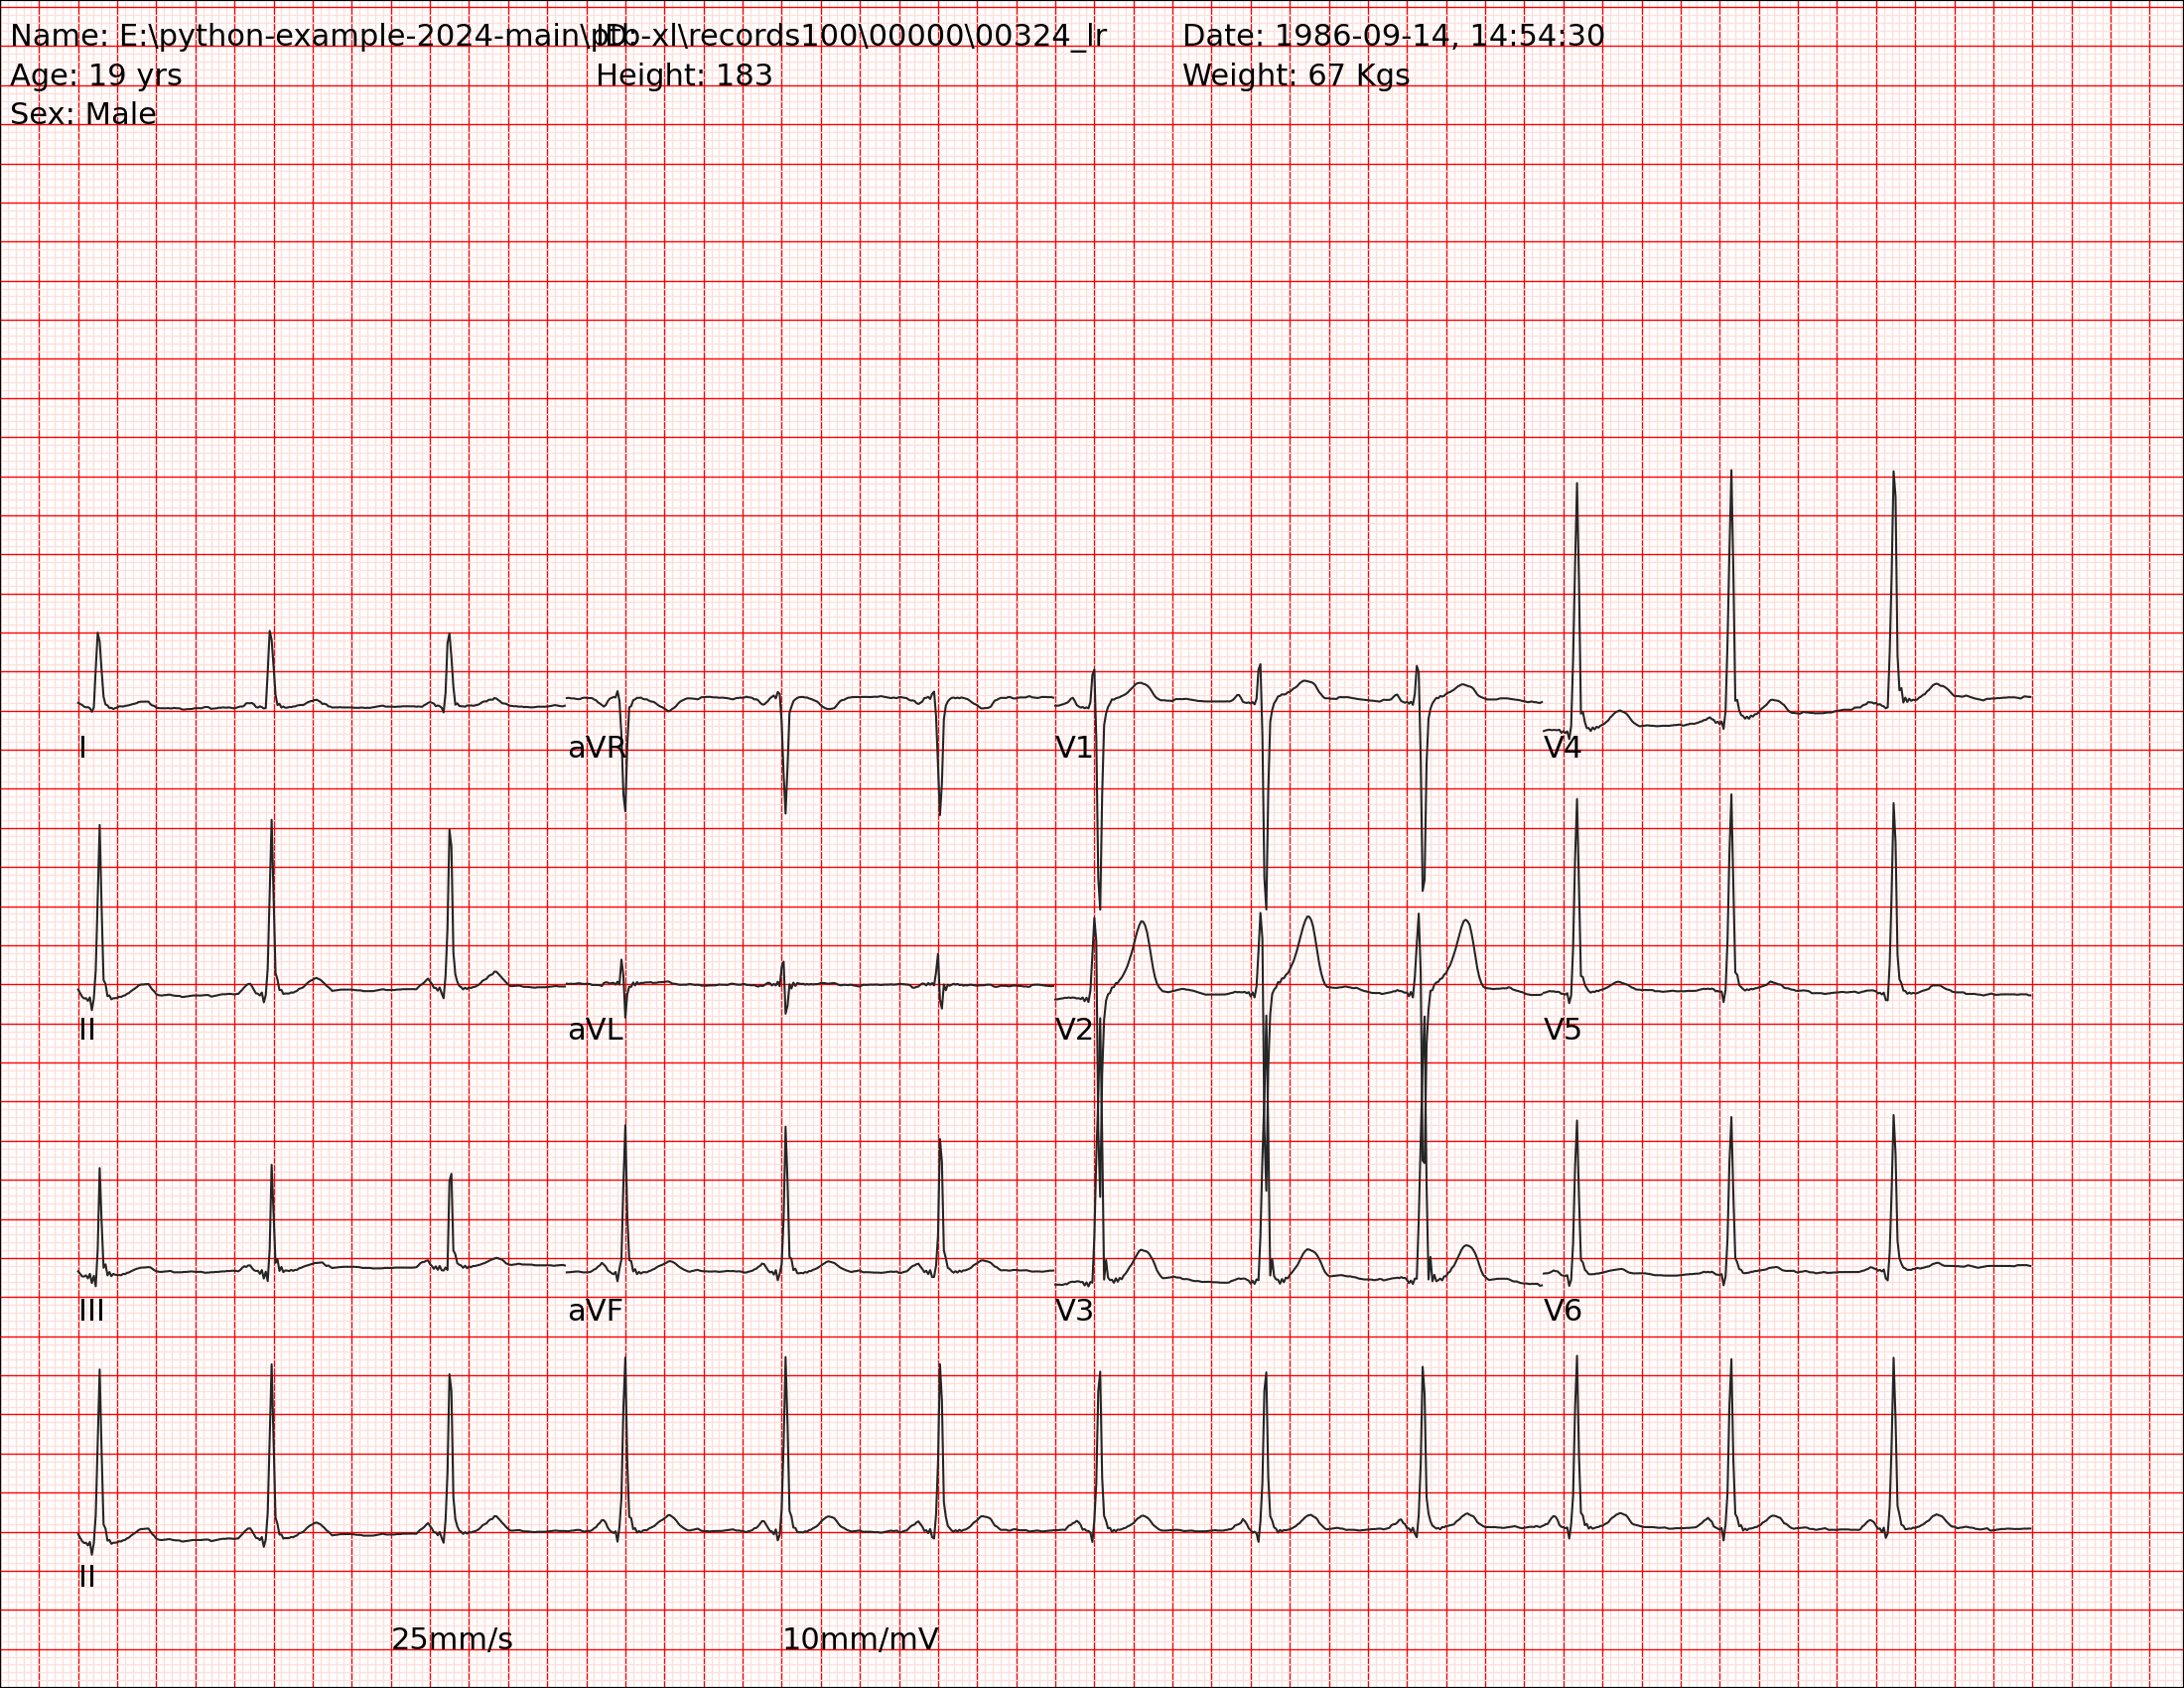 Name: E:\python-example-2024-main\ptb-xl\records100\00000\00324_lr ID: Date: 1986-09-14, 14:54:30
Age: 19 yrs Height: 183 Weight: 67 Kgs
Sex: Male
I aVR V1 V4
II aVL V2 V5
III aVF V3 V6
II
25mm/s 10mm/mV